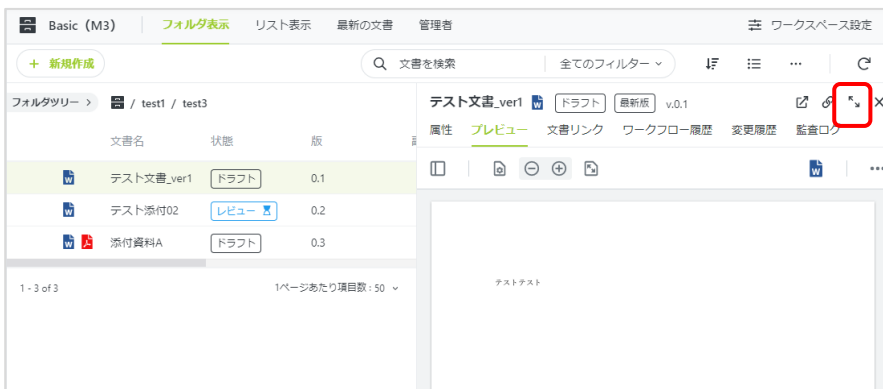 Basic (M3) フォルダ表示 リスト表示 最新の文書 管理者 ワークスペース設定
+ 新規作成 文書を検索 全てのフィルター
フォルダツリー > / test1 / test3
文書名 状態 版
テスト文書_ver1 ドラフト 0.1
テスト添付02 レビュー 0.2
添付資料A ドラフト 0.3
1 - 3 of 3 1ページあたり項目数 : 50
テスト文書_ver1 ドラフト 最新版 v.0.1
属性 プレビュー 文書リンク ワークフロー履歴 変更履歴 監査ログ
テストテスト